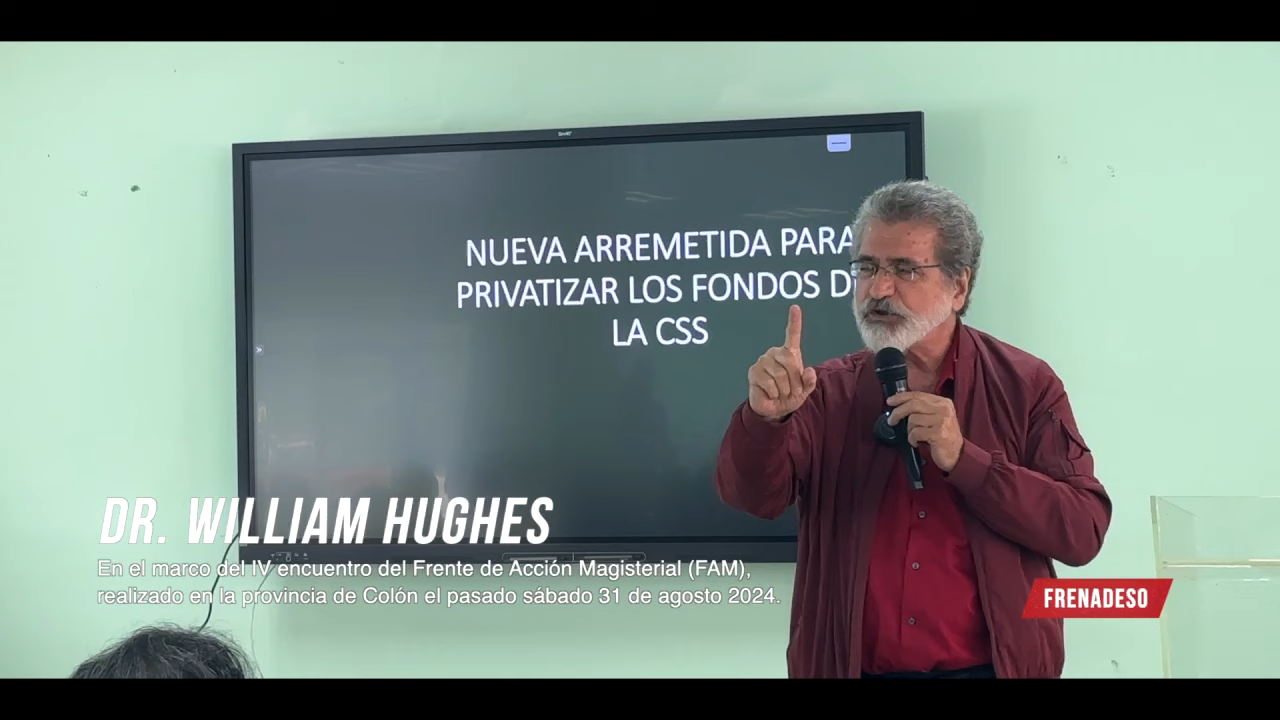 NUEVA ARREMETIDA PARA
PRIVATIZAR LOS FONDOS DE
LA CSS
DR. WILLIAM HUGHES
En el marco del IV encuentro del Frente de Acción Magisterial (FAM),
realizado en la provincia de Colón el pasado sábado 31 de agosto 2024.
FRENADESO